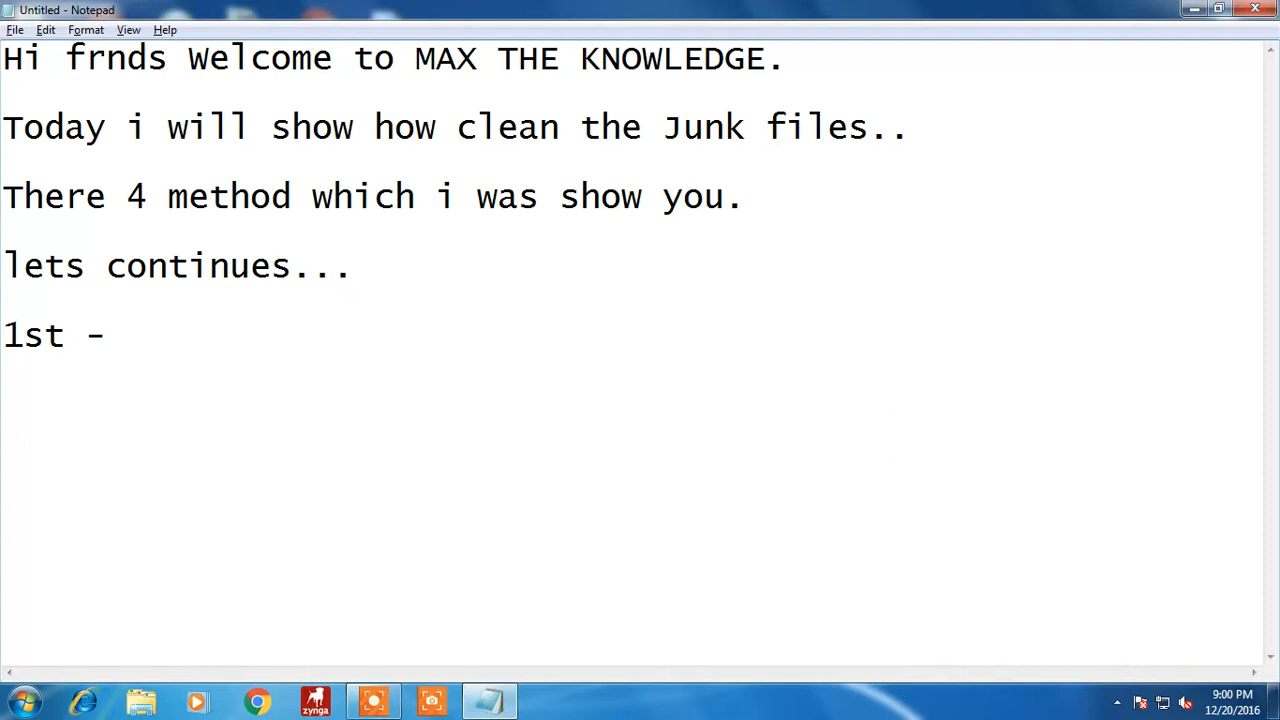 Untitled - Notepad
File Edit Format View Help
Hi frnds Welcome to MAX THE KNOWLEDGE.
Today i will show how clean the Junk files..
There 4 method which i was show you.
lets continues...
1st -
zynga
9:00 PM
12/20/2016